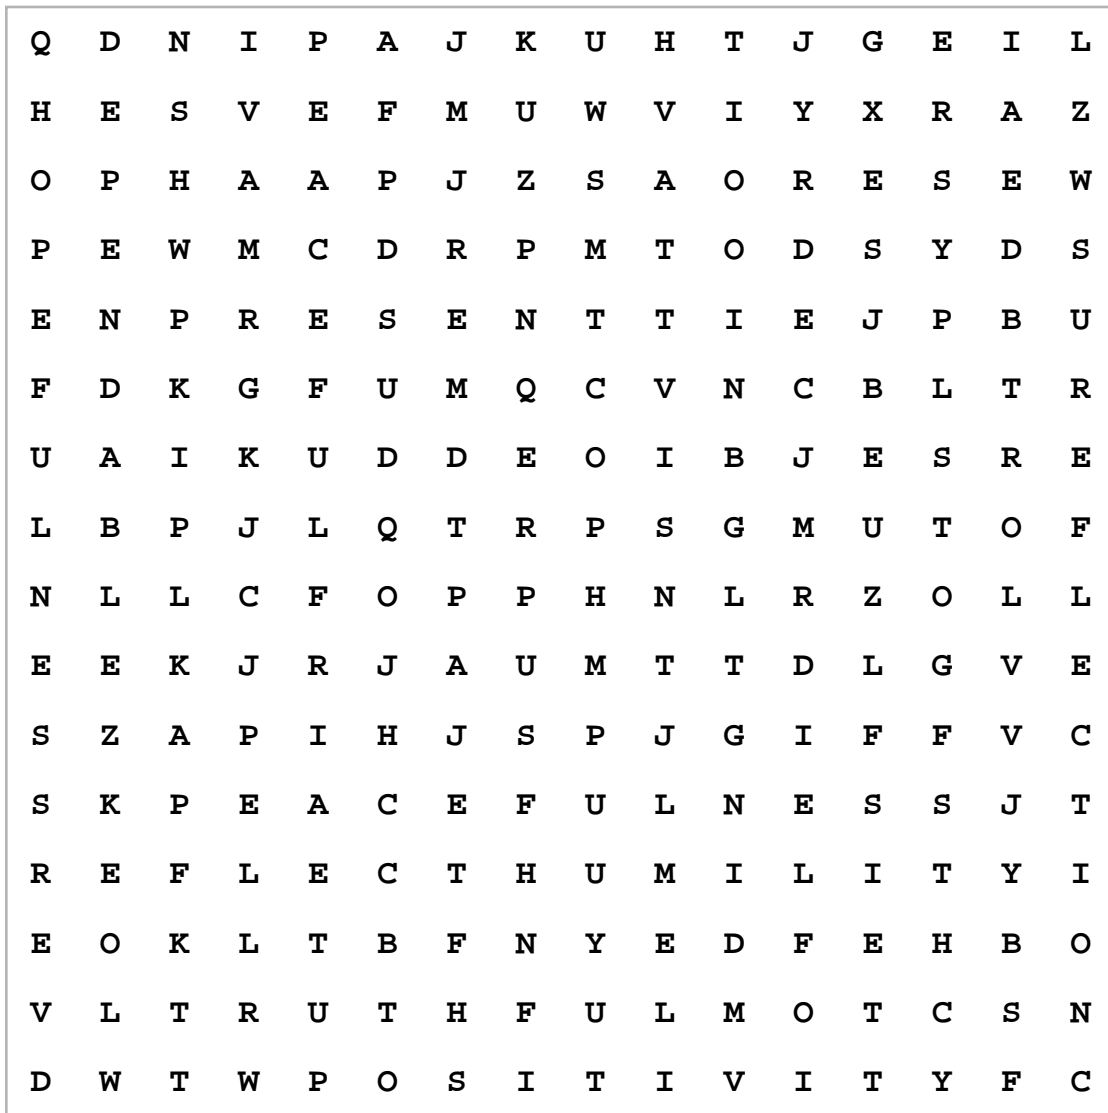 Q D N I P A J K U H T J G E I L
H E S V E F M U W V I Y X R A Z
O P H A A P J Z S A O R E S E W
P E W M C D R P M T O D S Y D S
E N P R E S E N T T I E J P B U
F D K G F U M Q C V N C B L T R
U A I K U D D E O I B J E S R E
L B P J L Q T R P S G M U T O F
N L L C F O P P H N L R Z O L L
E E K J R J A U M T T D L G V E
S Z A P I H J S P J G I F F V C
S K P E A C E F U L N E S S J T
R E F L E C T H U M I L I T Y I
E O K L T B F N Y E D F E H B O
V L T R U T H F U L M O T C S N
D W T W P O S I T I V I T Y F C